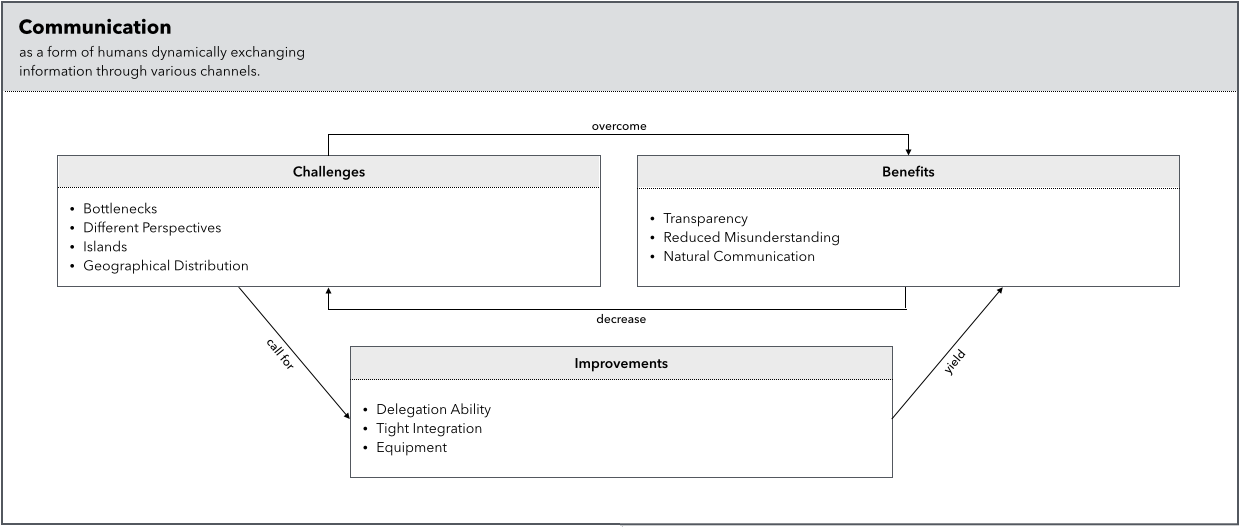 Communication
as a form of humans dynamically exchanging
information through various channels.
overcome
Challenges
• Bottlenecks
• Different Perspectives
• Islands
• Geographical Distribution
Benefits
• Transparency
• Reduced Misunderstanding
• Natural Communication
decrease
call for
yield
Improvements
• Delegation Ability
• Tight Integration
• Equipment